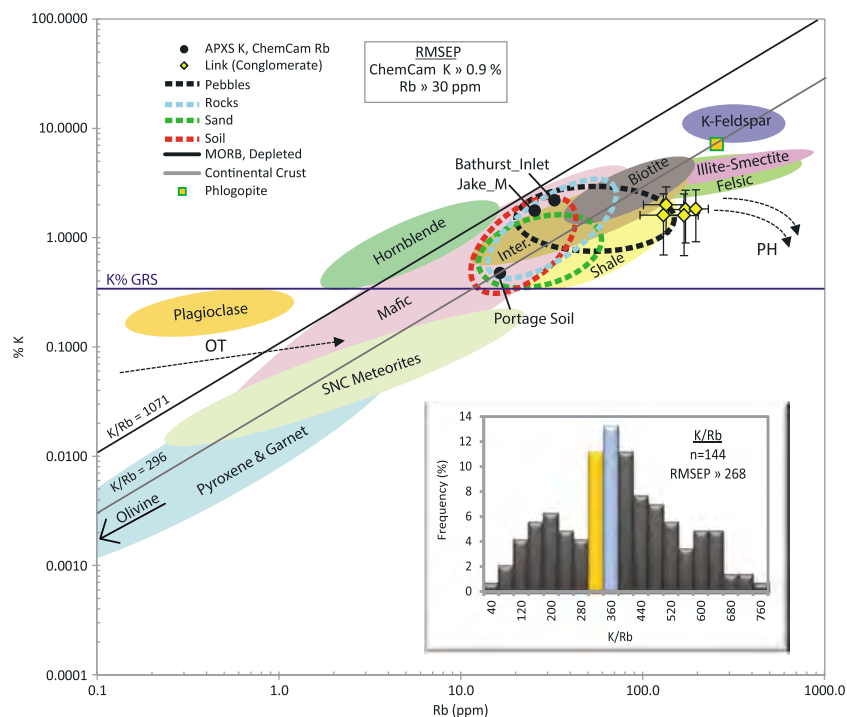 100.0000
10.0000
1.0000
0.1000
0.0100
0.0010
0.0001
% K
APXS K, ChemCam Rb
Link (Conglomerate)
Pebbles
Rocks
Sand
Soil
MORB, Depleted
Continental Crust
Phlogopite
RMSEP
ChemCam K » 0.9 %
Rb » 30 ppm
K-Feldspar
Bathurst_Inlet
Jake_M
Biotite
Illite-Smectite
Felsic
Hornblende
Inter.
Shale
PH
K% GRS
Plagioclase
Mafic
Portage Soil
OT
SNC Meteorites
K/Rb = 1071
K/Rb = 296
Pyroxene & Garnet
Olivine
14
12
10
8
6
4
2
0
Frequency (%)
K/Rb
n=144
RMSEP » 268
40
120
200
280
360
440
520
600
680
760
K/Rb
0.1
1.0
10.0
100.0
1000.0
Rb (ppm)